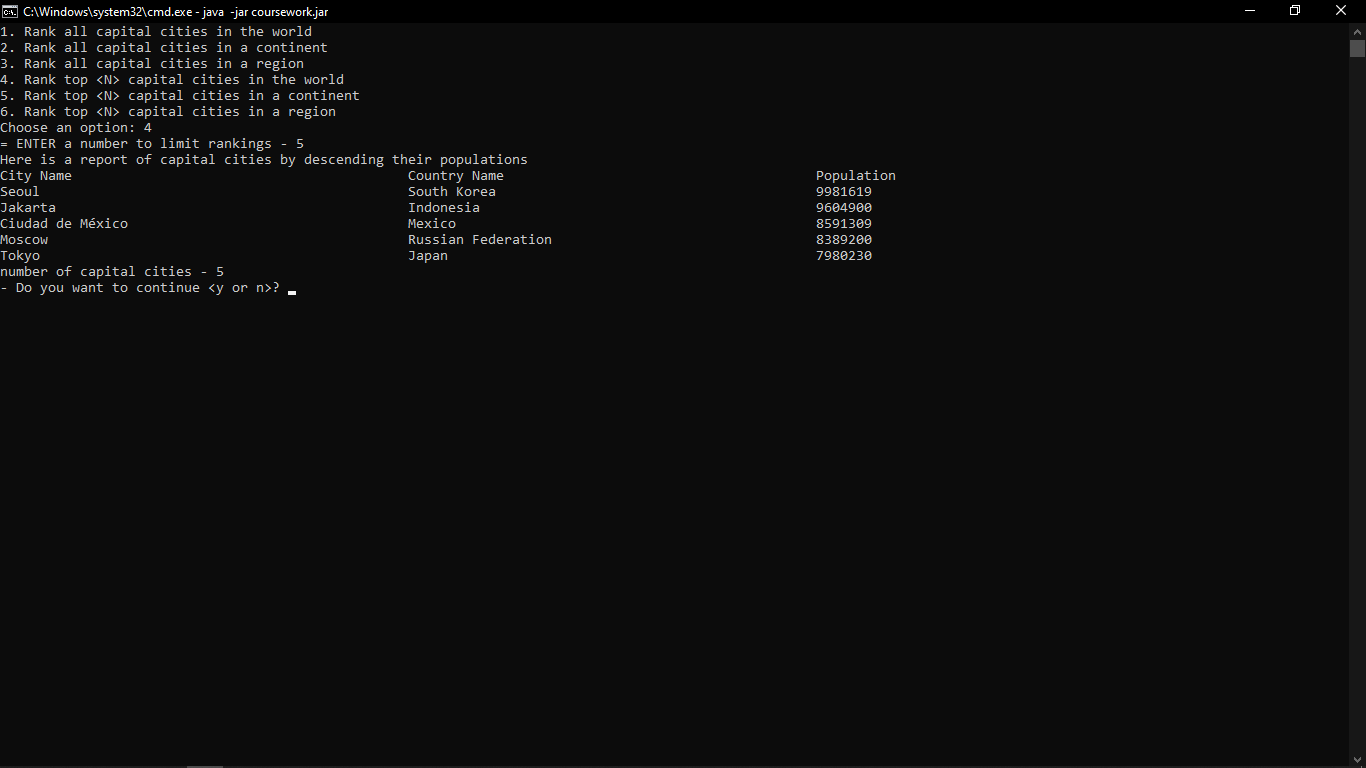 C:\Windows\system32\cmd.exe - java  -jar coursework.jar
1. Rank all capital cities in the world
2. Rank all capital cities in a continent
3. Rank all capital cities in a region
4. Rank top <N> capital cities in the world
5. Rank top <N> capital cities in a continent
6. Rank top <N> capital cities in a region
Choose an option: 4
= ENTER a number to limit rankings - 5
Here is a report of capital cities by descending their populations
City Name Country Name Population
Seoul South Korea 9981619
Jakarta Indonesia 9604900
Ciudad de México Mexico 8591309
Moscow Russian Federation 8389200
Tokyo Japan 7980230
number of capital cities - 5
- Do you want to continue <y or n>?